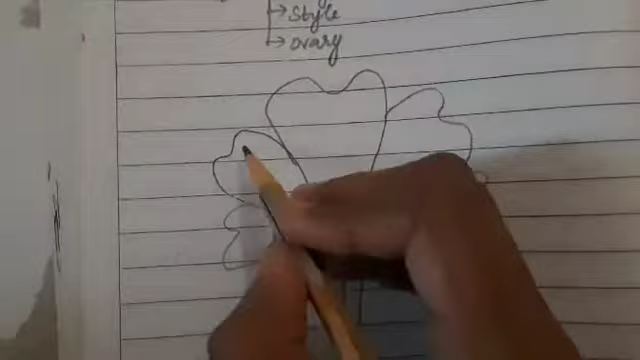 → Style
→ ovary